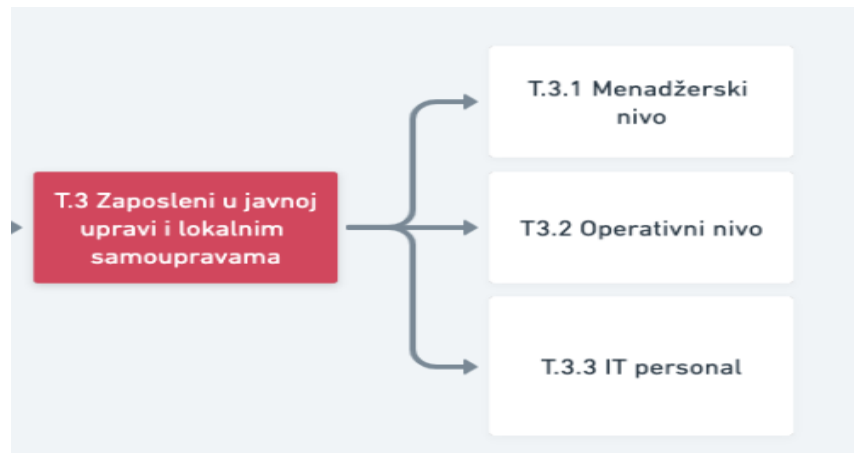 T.3 Zaposleni u javnoj
upravi i lokalnim
samoupravama
T.3.1 Menadžerski
nivo
T3.2 Operativni nivo
T.3.3 IT personal